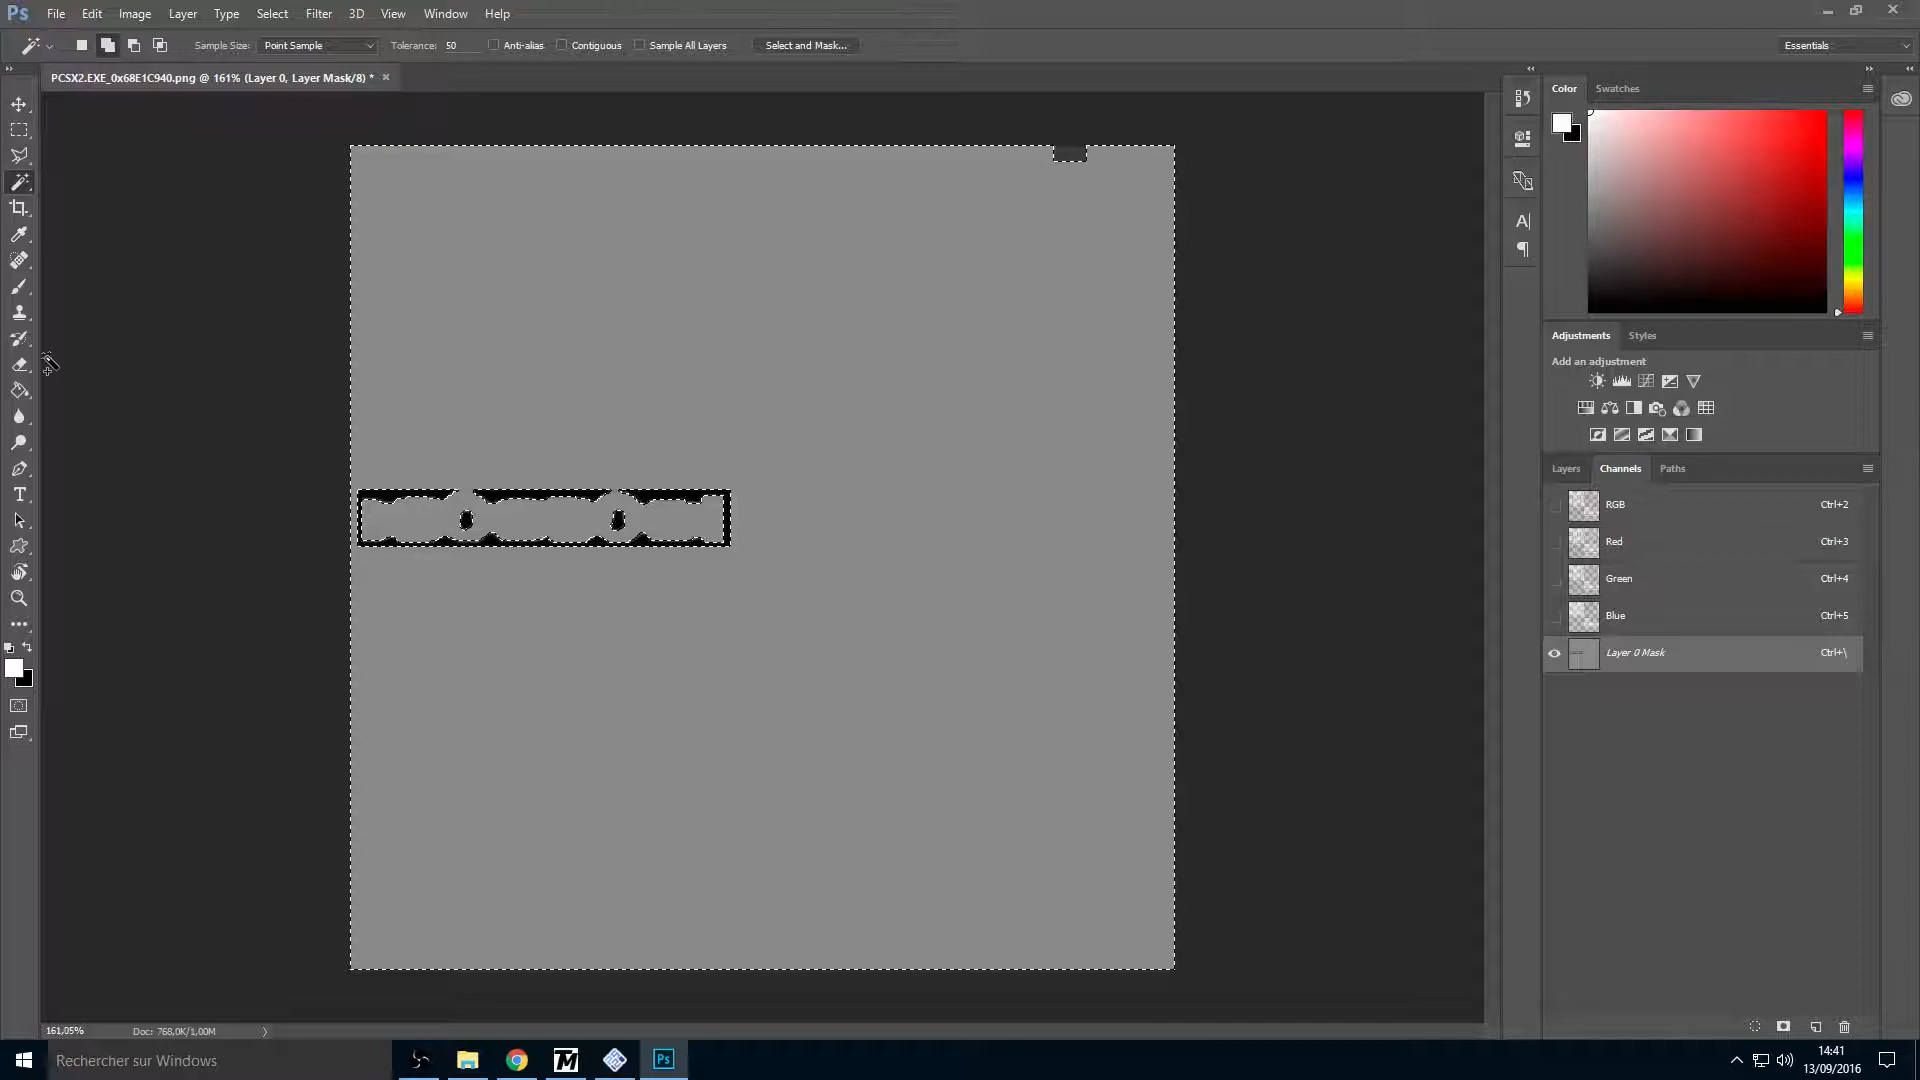 Ps File Edit Image Layer Type Select Filter 3D View Window Help
Sample Size: Point Sample Tolerance: 50 Anti-alias Contiguous Sample All Layers Select and Mask... Essentials
PCSX2.EXE_0x68E1C940.png @ 161% (Layer 0, Layer Mask/8) * ×
Color Swatches
Adjustments Styles
Add an adjustment
Layers Channels Paths
RGB Ctrl+2
Red Ctrl+3
Green Ctrl+4
Blue Ctrl+5
Layer 0 Mask Ctrl+\
161,05% Doc: 768,0K/1,00M
Rechercher sur Windows
Ps
14:41
13/09/2016